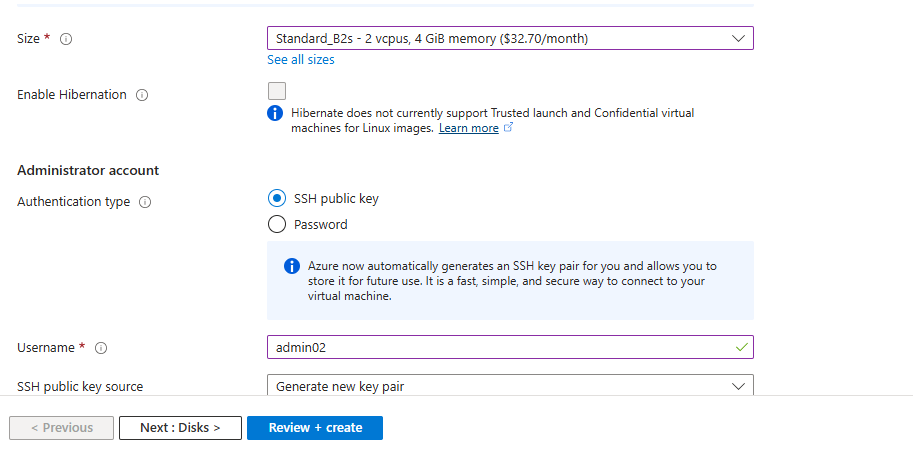 Size *
Standard_B2s - 2 vcpus, 4 GiB memory ($32.70/month)
See all sizes
Enable Hibernation
Hibernate does not currently support Trusted launch and Confidential virtual
machines for Linux images. Learn more
Administrator account
Authentication type
SSH public key
Password
Azure now automatically generates an SSH key pair for you and allows you to
store it for future use. It is a fast, simple, and secure way to connect to your
virtual machine.
Username *
admin02
SSH public key source
Generate new key pair
< Previous
Next : Disks >
Review + create